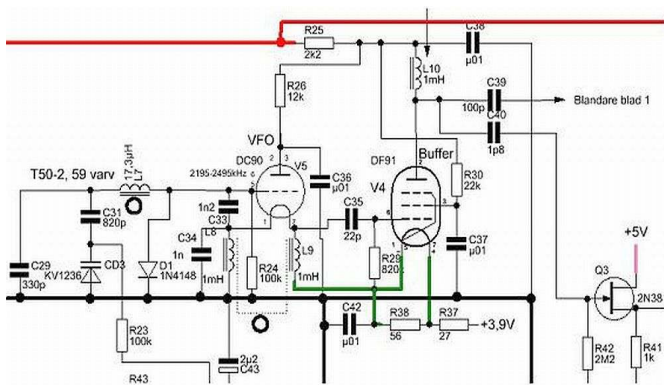 C38
R25
2k2
µ01
L10
1mH
R26
12k
C39
100p
Blandare blad 1
C40
1p8
VFO
DC90
V5
DF91
Buffer
V4
T50-2, 59 varv
17,3µH
L7
2195-2495kHz
C36
µ01
R30
22k
C31
820p
1n2
C33
C35
22p
L8
C34
1n
1mH
L9
1mH
R24
100k
R29
820
C37
µ01
+5V
C29
330p
KV1236
CD3
D1
1N4148
Q3
2N38
R23
100k
C42
µ01
R38
56
R37
27
+3,9V
R42
2M2
R41
1k
2µ2
C43
R43